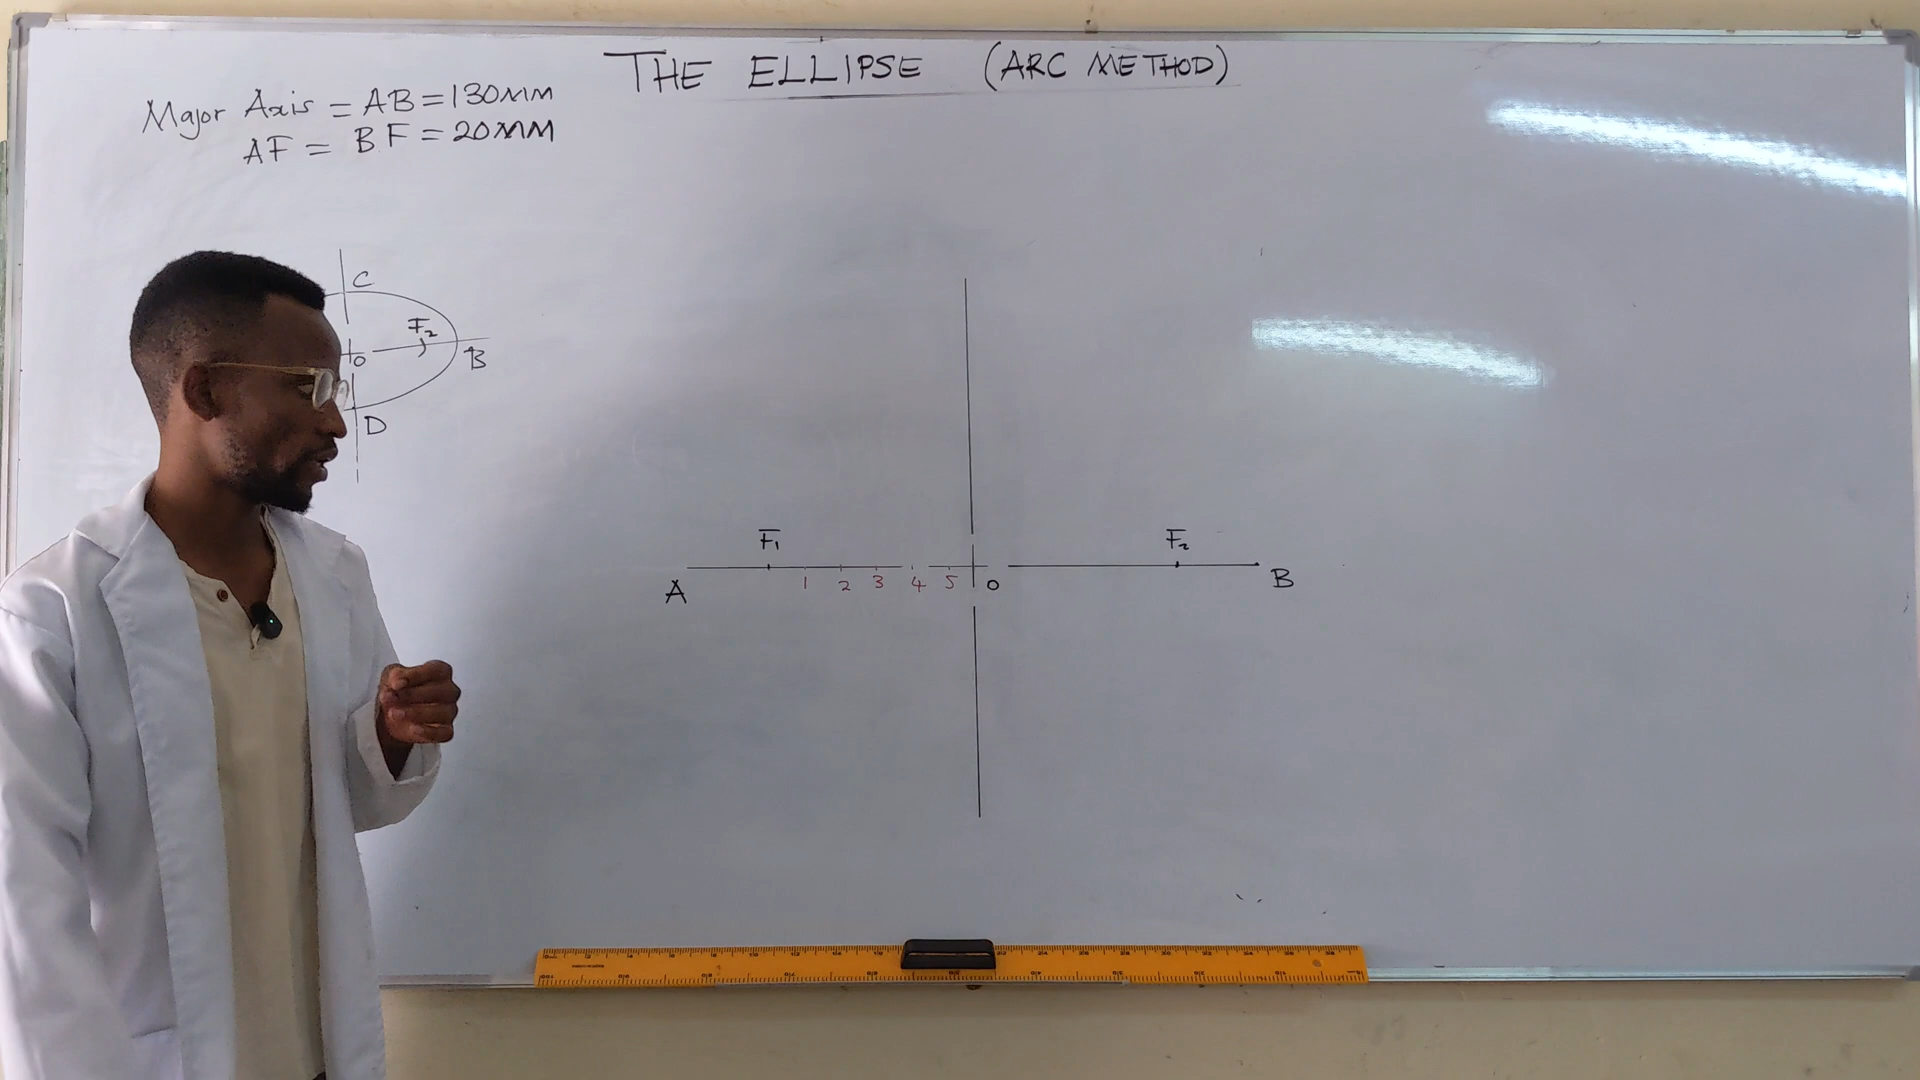 THE ELLIPSE (ARC METHOD)
Major Axis = AB = 130MM
AF = BF = 20MM
C
F2
O
B
D
F1
F2
A
1 2 3 4 5
O
B